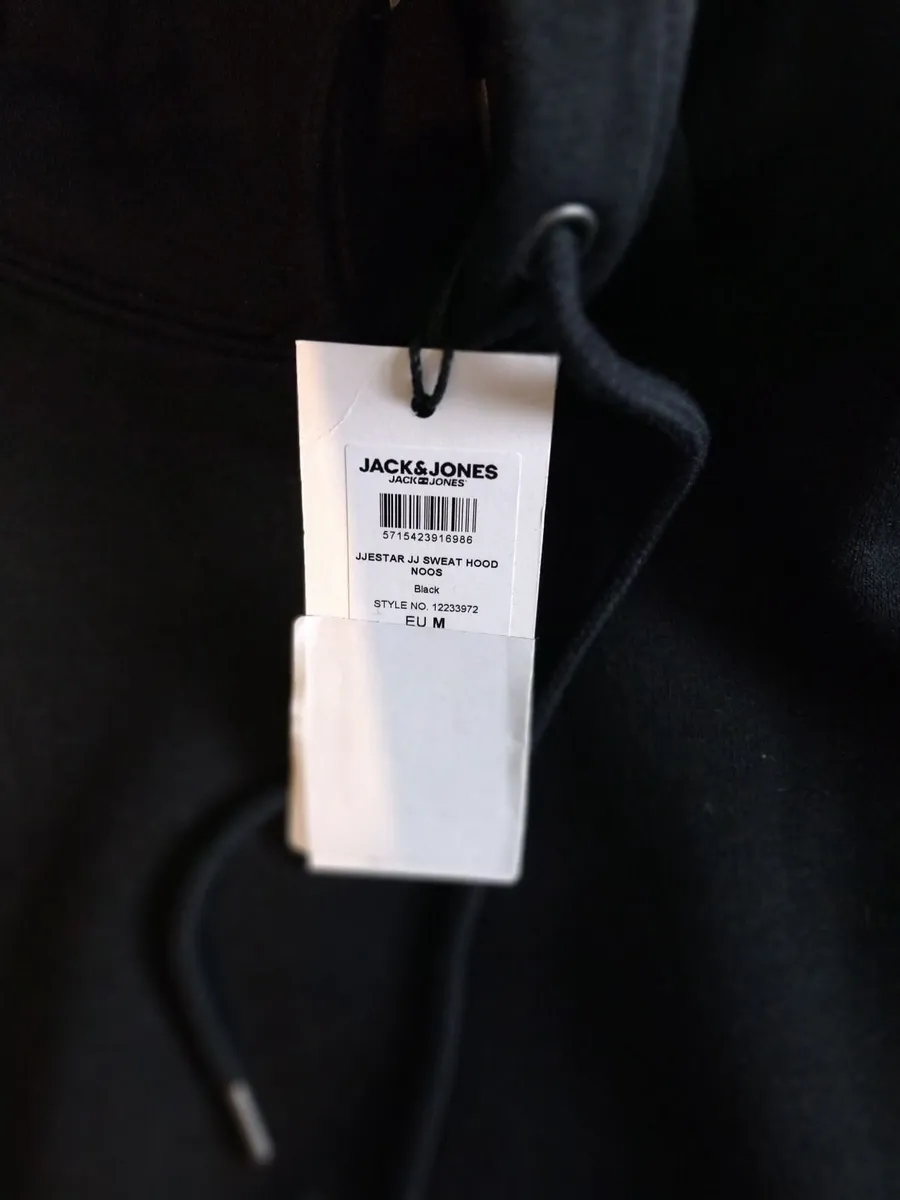 JACK&JONES
JACK JONES
5715423916986
JJESTAR JJ SWEAT HOOD
NOOS
Black
STYLE NO. 12233972
EU M